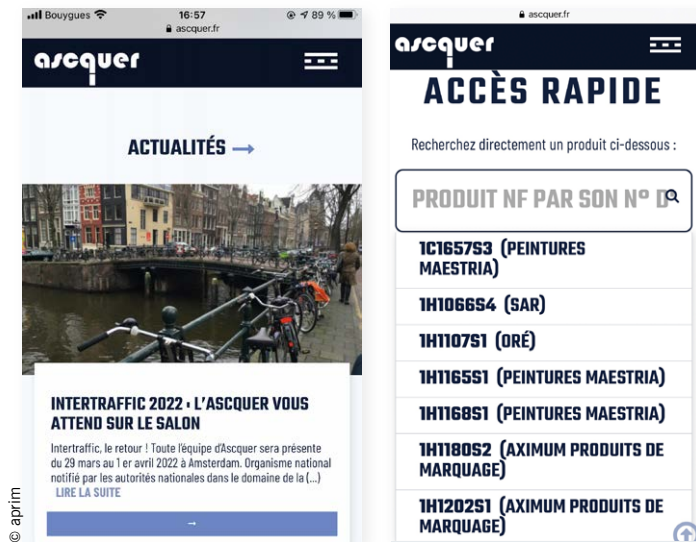 Bouygues 16:57 89 %
ascquer.fr
ascquer
ACTUALITÉS →
INTERTRAFFIC 2022 • L’ASCQUER VOUS
ATTEND SUR LE SALON
Intertraffic, le retour ! Toute l’équipe d’Ascquer sera présente
du 29 mars au 1 er avril 2022 à Amsterdam. Organisme national
notifié par les autorités nationales dans le domaine de la (...)
LIRE LA SUITE
→
© aprim
ascquer.fr
ascquer
ACCÈS RAPIDE
Recherchez directement un produit ci-dessous :
PRODUIT NF PAR SON N° D
1C1657S3 (PEINTURES
MAESTRIA)
1H1066S4 (SAR)
1H1107S1 (ORÉ)
1H1165S1 (PEINTURES MAESTRIA)
1H1168S1 (PEINTURES MAESTRIA)
1H1180S2 (AXIMUM PRODUITS DE
MARQUAGE)
1H1202S1 (AXIMUM PRODUITS DE
MARQUAGE)